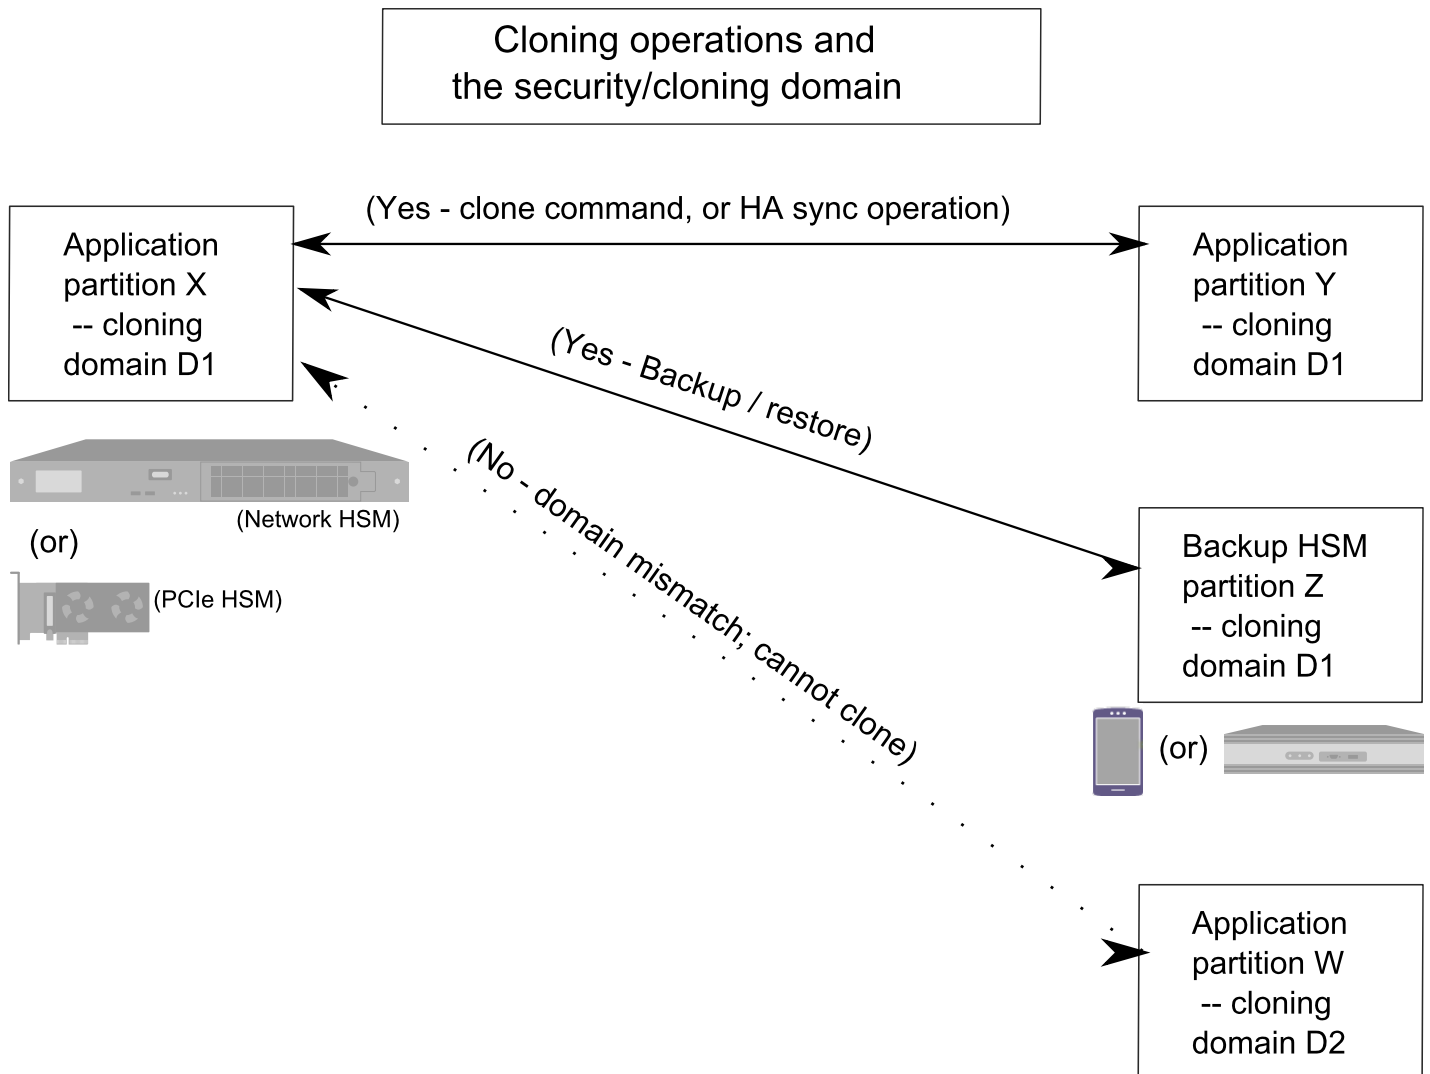 Cloning operations and
the security/cloning domain
(Yes - clone command, or HA sync operation)
Application
partition X
-- cloning
domain D1
Application
partition Y
-- cloning
domain D1
(Yes - Backup / restore)
(No - domain mismatch; cannot clone)
(Network HSM)
(or)
(PCIe HSM)
Backup HSM
partition Z
-- cloning
domain D1
(or)
Application
partition W
-- cloning
domain D2